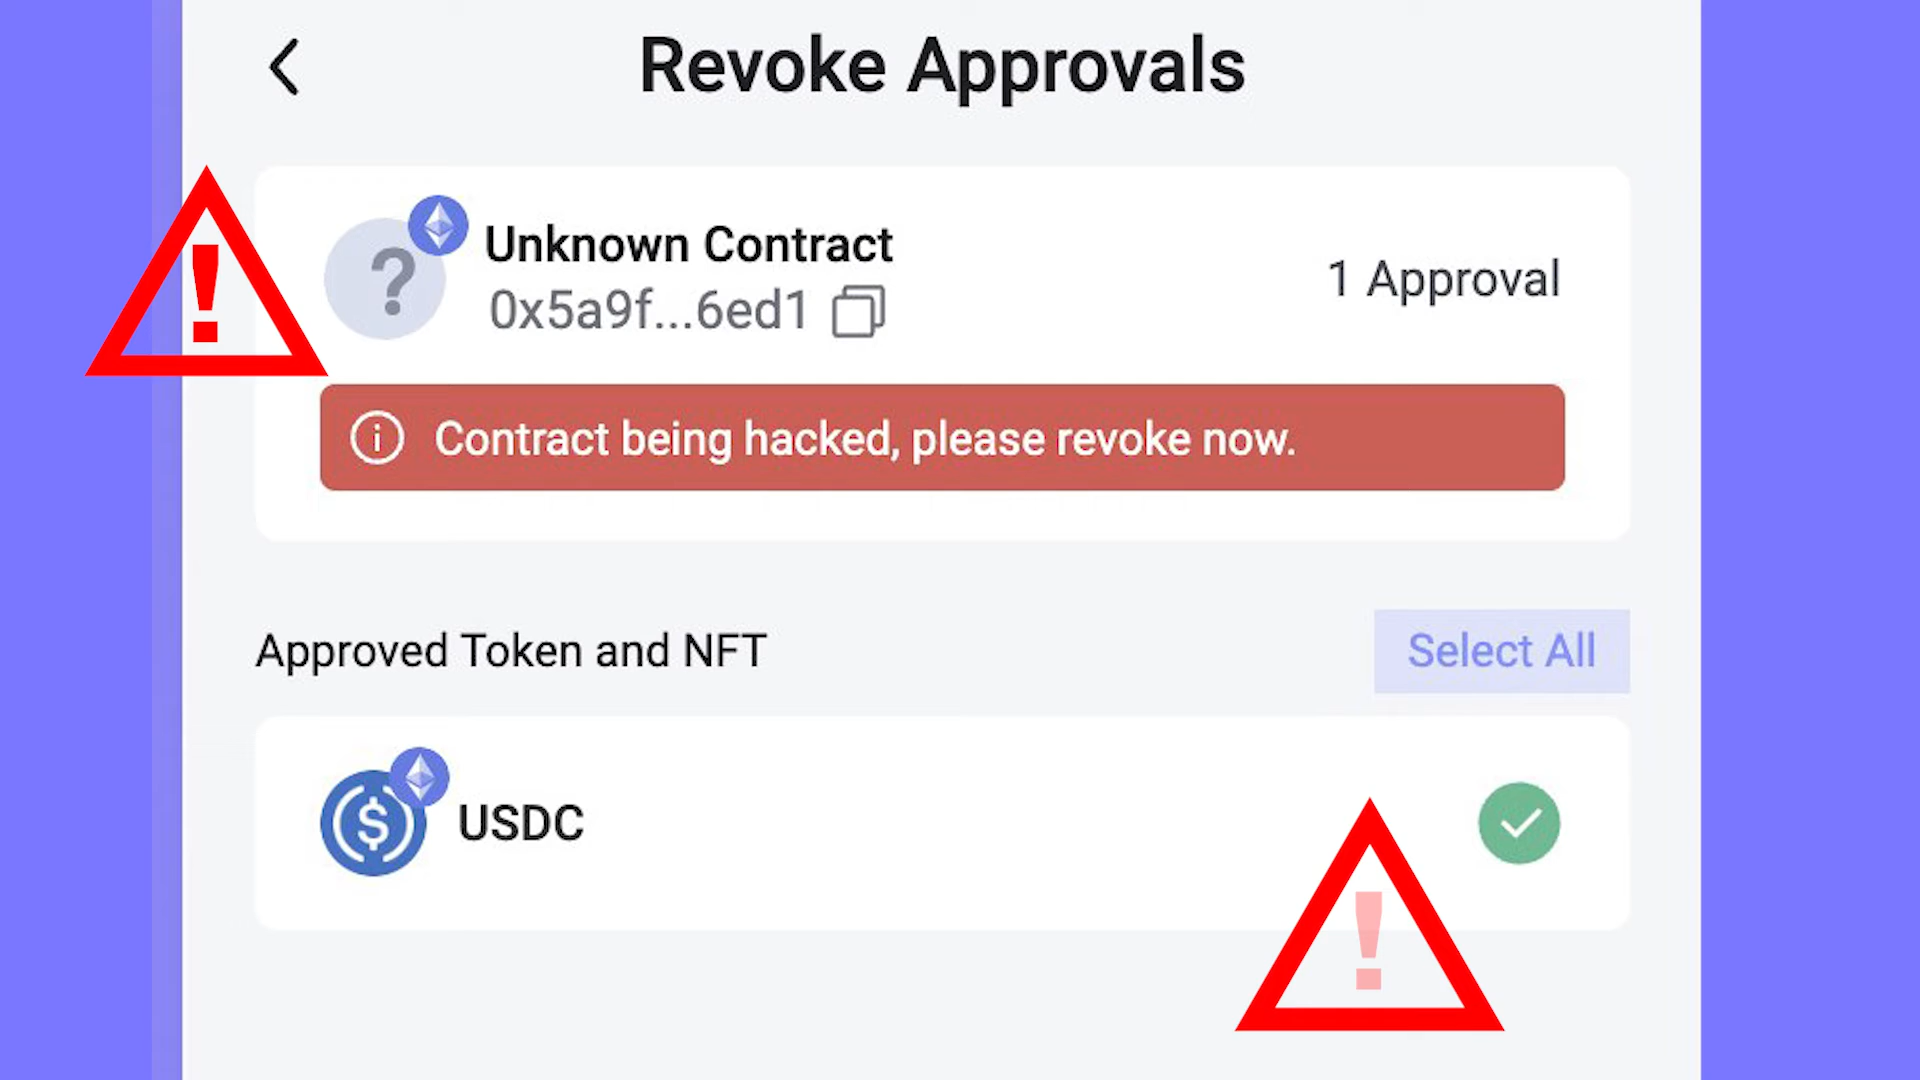 Revoke Approvals
!
?
Unknown Contract
0x5a9f...6ed1
1 Approval
i Contract being hacked, please revoke now.
Approved Token and NFT
Select All
$
USDC
!